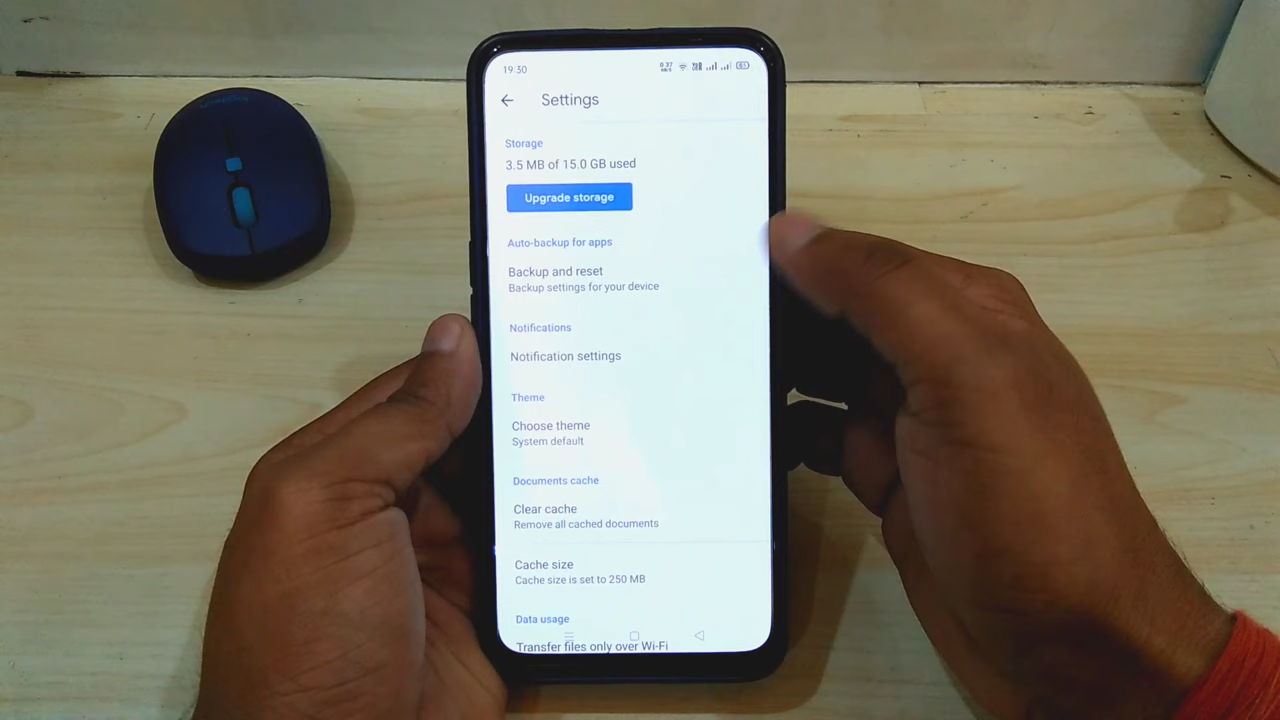 19:30
0.37
Settings
Storage
3.5 MB of 15.0 GB used
Upgrade storage
Auto-backup for apps
Backup and reset
Backup settings for your device
Notifications
Notification settings
Theme
Choose theme
System default
Documents cache
Clear cache
Remove all cached documents
Cache size
Cache size is set to 250 MB
Data usage
Transfer files only over Wi-Fi